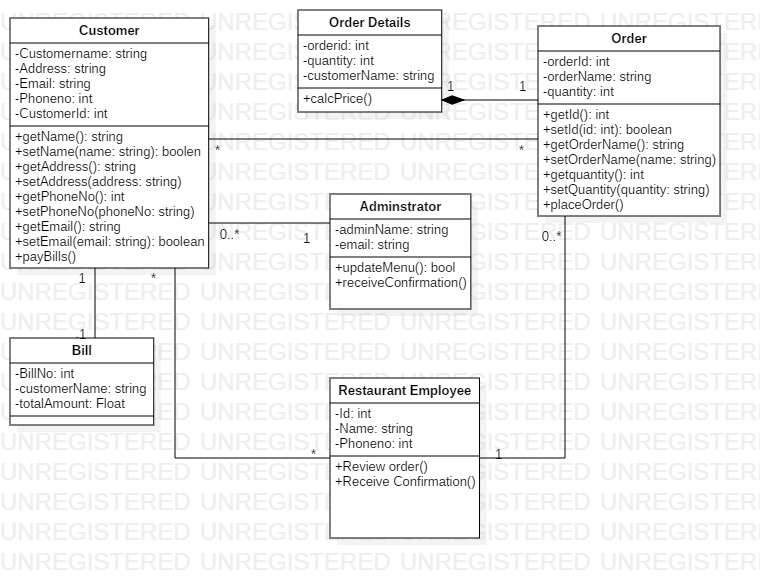 Customer
-Customername: string
-Address: string
-Email: string
-Phoneno: int
-CustomerId: int
+getName(): string
+setName(name: string): boolen
+getAddress(): string
+setAddress(address: string)
+getPhoneNo(): int
+setPhoneNo(phoneNo: string)
+getEmail(): string
+setEmail(email: string): boolean
+payBills()
Order Details
-orderid: int
-quantity: int
-customerName: string
+calcPrice()
1
1
Order
-orderId: int
-orderName: string
-quantity: int
+getId(): int
+setId(id: int): boolean
+getOrderName(): string
+setOrderName(name: string)
+getquantity(): int
+setQuantity(quantity: string)
+placeOrder()
*
*
0..*
1
Adminstrator
-adminName: string
-email: string
+updateMenu(): bool
+receiveConfirmation()
0..*
1
*
1
Bill
-BillNo: int
-customerName: string
-totalAmount: Float
Restaurant Employee
-Id: int
-Name: string
-Phoneno: int
+Review order()
+Receive Confirmation()
*
1
UNREGISTERED UNREGISTERED UNREGISTERED UNREGISTERED